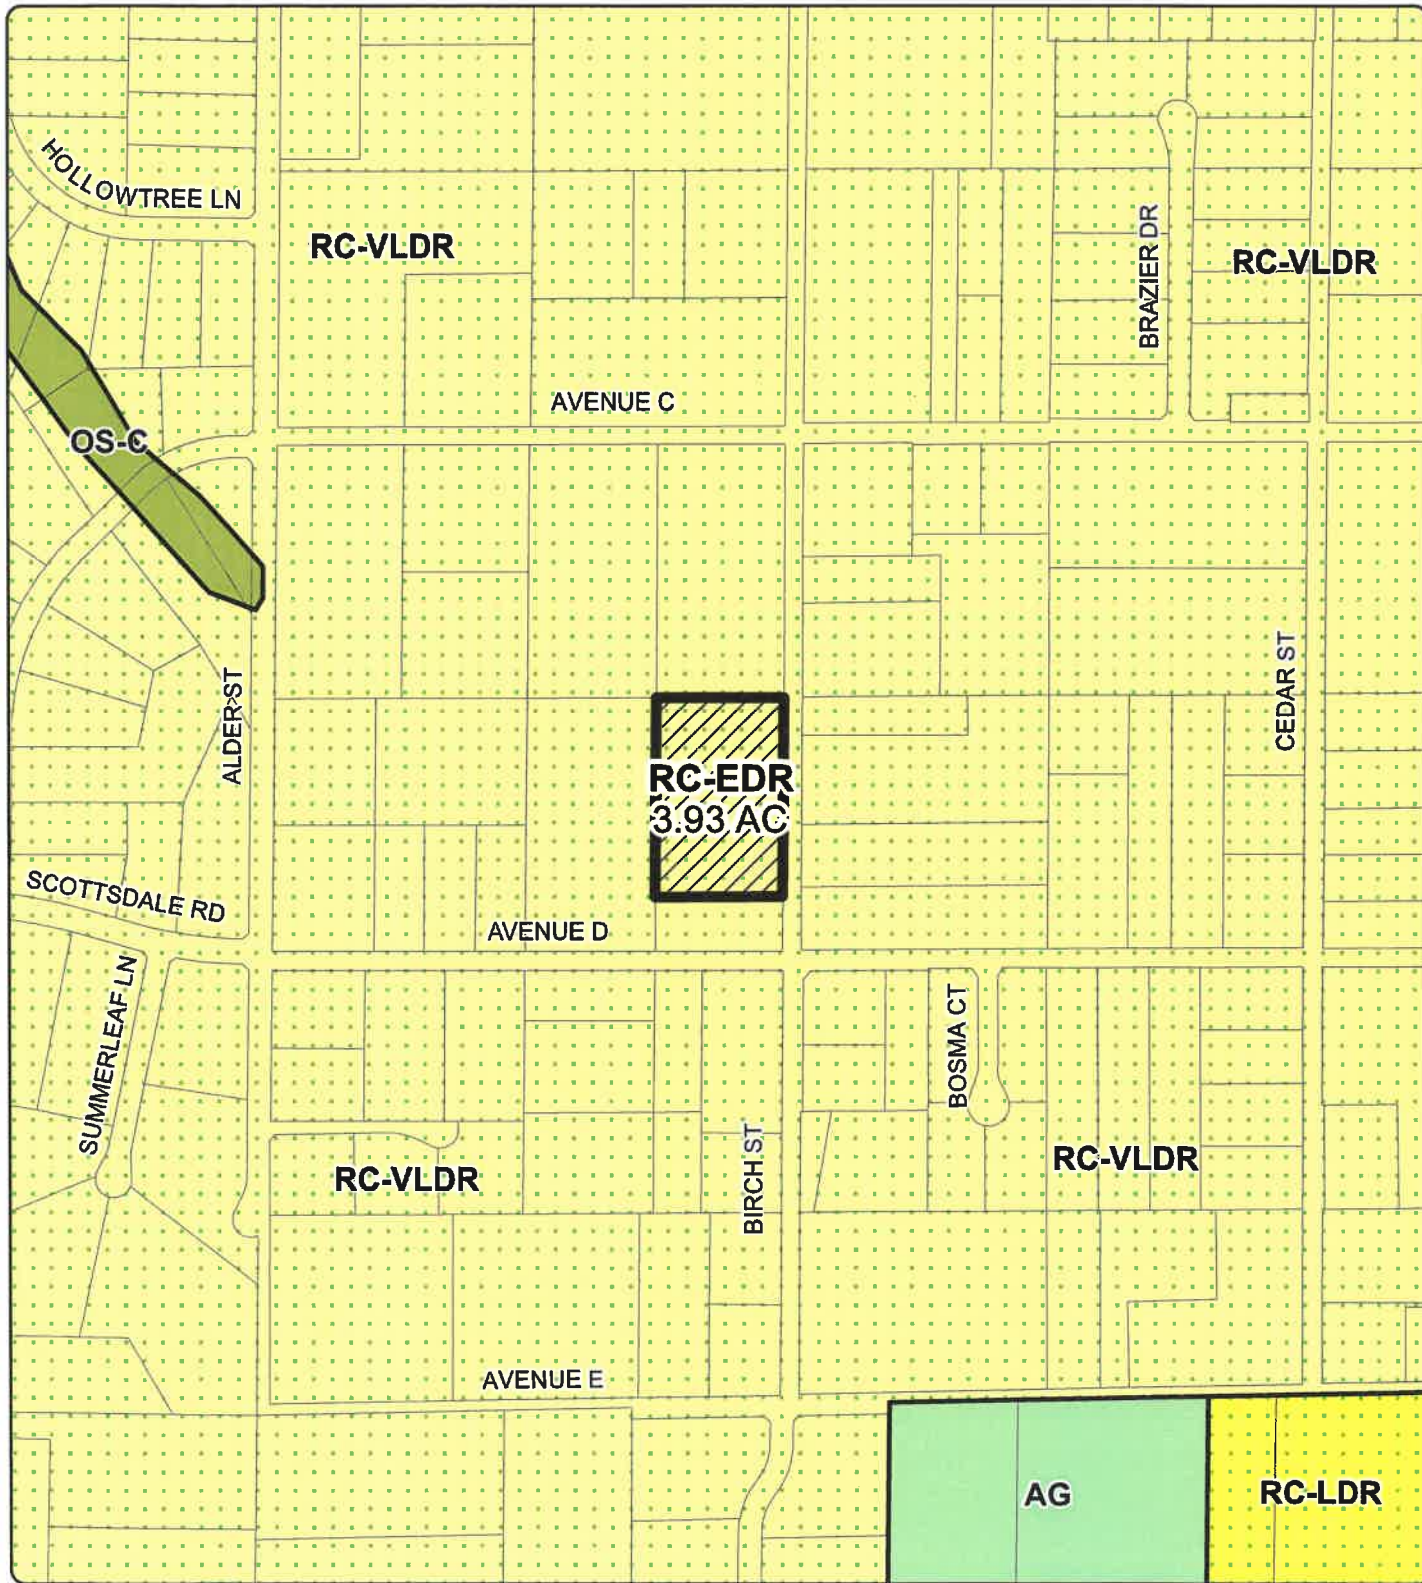 HOLLOWTREE LN
RC-VLDR
BRAZIER DR
RC-VLDR
AVENUE C
OS-C
ALDER ST
CEDAR ST
RC-EDR
3.93 AC
SCOTTSDALE RD
AVENUE D
SUMMERLEAF LN
BOSMA CT
RC-VLDR
BIRCH ST
RC-VLDR
AVENUE E
AG
RC-LDR